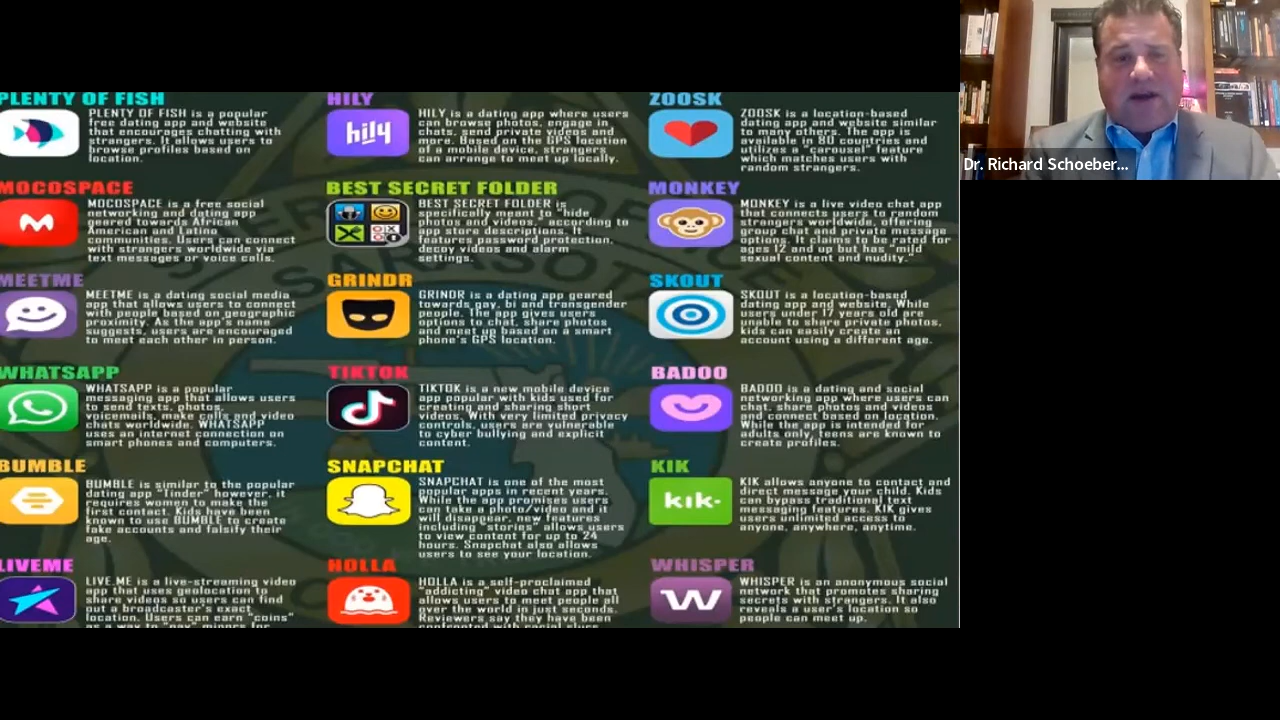 PLENTY OF FISH
PLENTY OF FISH is a popular
free dating app and website
that encourages chatting with
strangers. It allows users to
browse profiles based on
location.
HILY
hily
HILY is a dating app where users
can browse photos, engage in
chats, send private videos and
more. Based on the GPS location
of a mobile device, strangers
can arrange to meet up locally.
ZOOSK
ZOOSK is a location-based
dating app and website similar
to many others. The app is
available in 80 countries and
utilizes a "carousel" feature
which matches users with
random strangers.
MOCOSPACE
MOCOSPACE is a free social
networking and dating app
geared towards African
American and Latino
communities. Users can connect
with strangers worldwide via
text messages or voice calls.
BEST SECRET FOLDER
BEST SECRET FOLDER is
specifically meant to "hide
photos and videos," according to
app store descriptions. It
features password protection,
decoy videos and alarm
settings.
MONKEY
MONKEY is a live video chat app
that connects users to random
strangers worldwide, offering
group chat and private message
options. It claims to be rated for
ages 12 and up but has "mild
sexual content and nudity."
MEETME
MEETME is a dating social media
app that allows users to connect
with people based on geographic
proximity. As the app's name
suggests, users are encouraged
to meet each other in person.
GRINDR
GRINDR is a dating app geared
towards gay, bi and transgender
people. The app gives users
options to chat, share photos
and meet up based on a smart
phone's GPS location.
SKOUT
SKOUT is a location-based
dating app and website. While
users under 17 years old are
unable to share private photos,
kids can easily create an
account using a different age.
WHATSAPP
WHATSAPP is a popular
messaging app that allows users
to send texts, photos,
voicemails, make calls and video
chats worldwide. WHATSAPP
uses an internet connection on
smart phones and computers.
TIKTOK
TIKTOK is a new mobile device
app popular with kids used for
creating and sharing short
videos. With very limited privacy
controls, users are vulnerable
to cyber bullying and explicit
content.
BADOO
BADOO is a dating and social
networking app where users can
chat, share photos and videos
and connect based on location.
While the app is intended for
adults only, teens are known to
create profiles.
BUMBLE
BUMBLE is similar to the popular
dating app "Tinder" however, it
requires women to make the
first contact. Kids have been
known to use BUMBLE to create
fake accounts and falsify their
age.
SNAPCHAT
SNAPCHAT is one of the most
popular apps in recent years.
While the app promises users
can take a photo/video and it
will disappear, new features
including "stories" allows users
to view content for up to 24
hours. Snapchat also allows
users to see your location.
KIK
kik·
KIK allows anyone to contact and
direct message your child. Kids
can bypass traditional text
messaging features. KIK gives
users unlimited access to
anyone, anywhere, anytime.
LIVEME
LIVE.ME is a live-streaming video
app that uses geolocation to
share videos so users can find
out a broadcaster's exact
location. Users can earn "coins"
as a way to "pay" minors for
HOLLA
HOLLA is a self-proclaimed
"addicting" video chat app that
allows users to meet people all
over the world in just seconds.
Reviewers say they have been
confronted with racial slurs,
WHISPER
WHISPER is an anonymous social
network that promotes sharing
secrets with strangers. It also
reveals a user's location so
people can meet up.
Dr. Richard Schoeber...